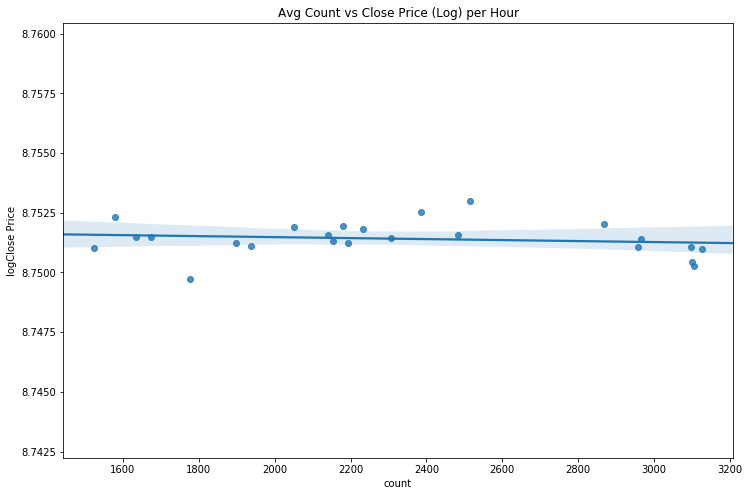 Avg Count vs Close Price (Log) per Hour
8.7600
8.7575
8.7550
8.7525
8.7500
8.7475
8.7450
8.7425
logClose Price
1600 1800 2000 2200 2400 2600 2800 3000 3200
count